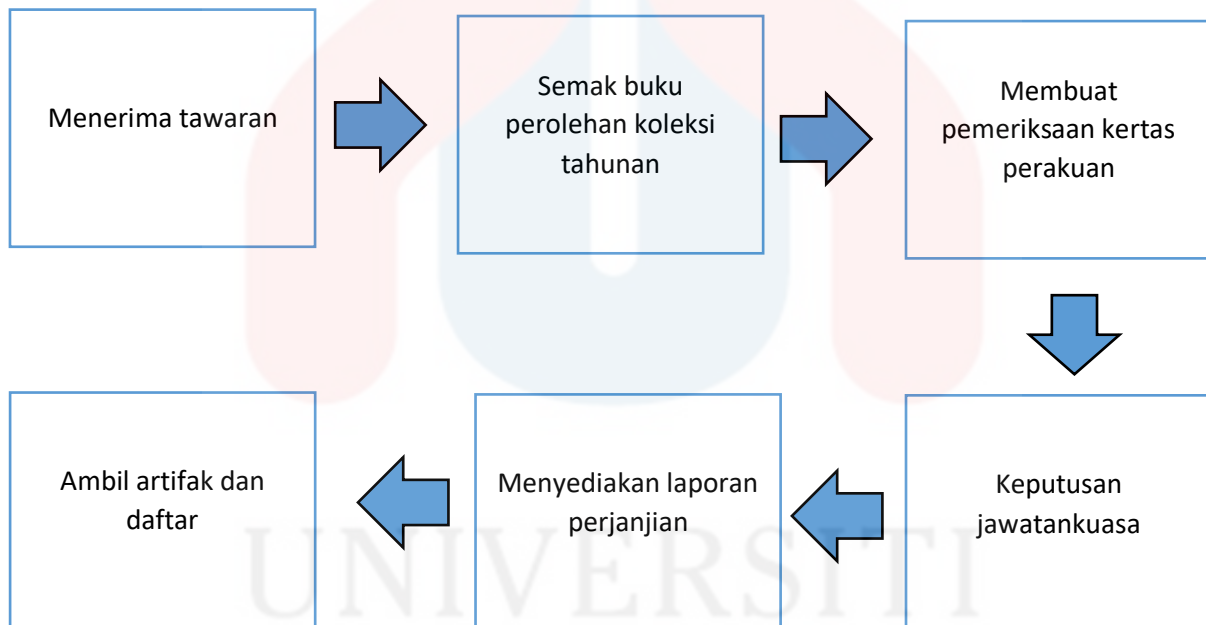 Menerima tawaran
Semak buku
perolehan koleksi
tahunan
Membuat
pemeriksaan kertas
perakuan
Keputusan
jawatankuasa
Menyediakan laporan
perjanjian
Ambil artifak dan
daftar
UNIVERSITI